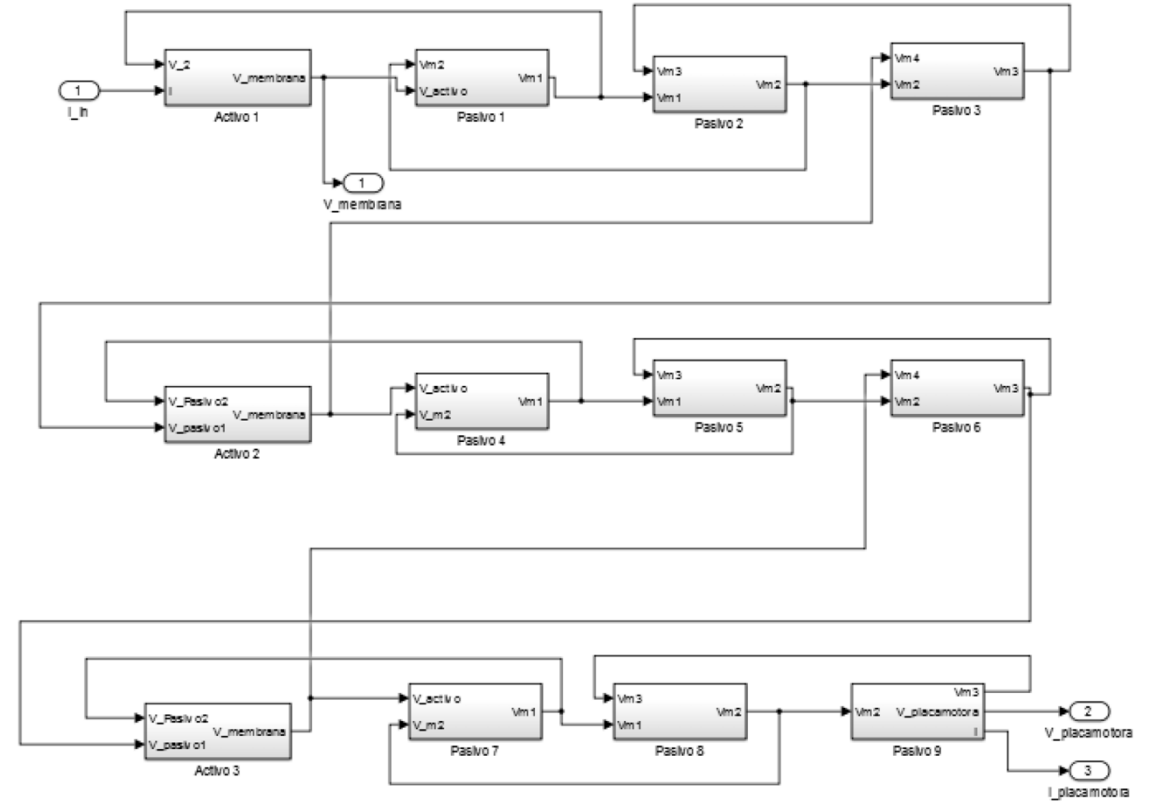 V_2
I
V_membrana
Activo 1
1
I_in
Vm2
V_activo
Vm1
Pasivo 1
Vm3
Vm1
Vm2
Pasivo 2
Vm4
Vm2
Vm3
Pasivo 3
1
V_membrana
V_Pasivo2
V_pasivo1
V_membrana
Activo 2
V_activo
V_m2
Vm1
Pasivo 4
Vm3
Vm1
Vm2
Pasivo 5
Vm4
Vm2
Vm3
Pasivo 6
V_Pasivo2
V_pasivo1
V_membrana
Activo 3
V_activo
V_m2
Vm1
Pasivo 7
Vm3
Vm1
Vm2
Pasivo 8
Vm2
Vm3
V_placamotora
I
Pasivo 9
2
V_placamotora
3
I_placamotora